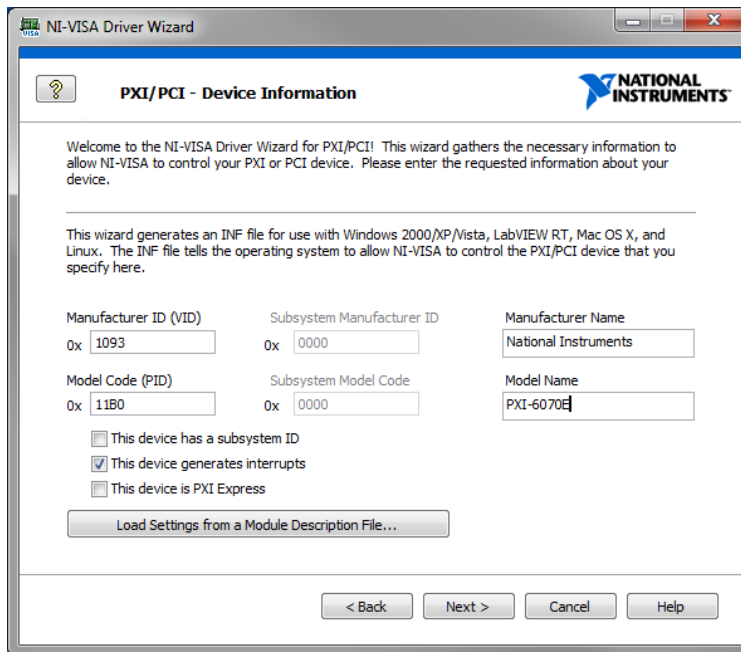 NI-VISA Driver Wizard
PXI/PCI - Device Information
NATIONAL
INSTRUMENTS™
Welcome to the NI-VISA Driver Wizard for PXI/PCI! This wizard gathers the necessary information to
allow NI-VISA to control your PXI or PCI device. Please enter the requested information about your
device.
This wizard generates an INF file for use with Windows 2000/XP/Vista, LabVIEW RT, Mac OS X, and
Linux. The INF file tells the operating system to allow NI-VISA to control the PXI/PCI device that you
specify here.
Manufacturer ID (VID) Subsystem Manufacturer ID Manufacturer Name
0x 1093 0x 0000 National Instruments
Model Code (PID) Subsystem Model Code Model Name
0x 11B0 0x 0000 PXI-6070E
This device has a subsystem ID
This device generates interrupts
This device is PXI Express
Load Settings from a Module Description File...
< Back Next > Cancel Help